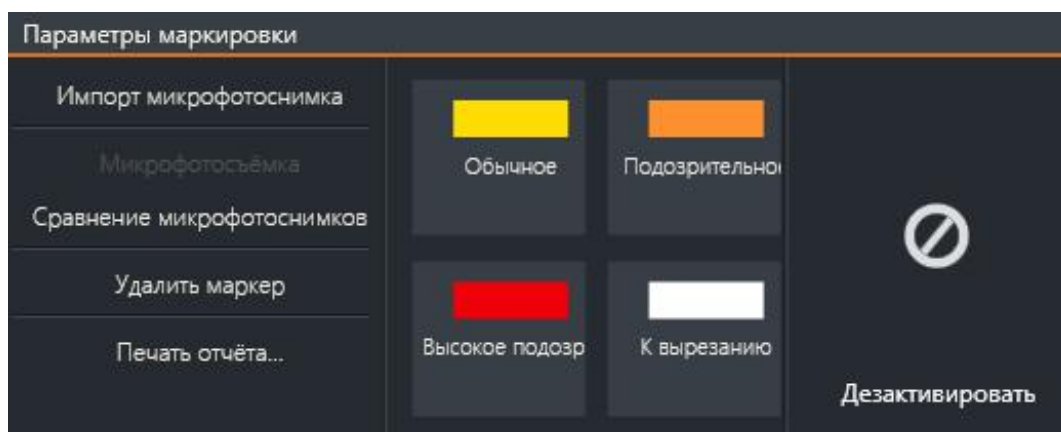 Параметры маркировки
Импорт микрофотоснимка
Микрофотосъёмка
Сравнение микрофотоснимков
Удалить маркер
Печать отчёта...
Обычное
Подозрительно
Высокое подозр
К вырезанию
Дезактивировать